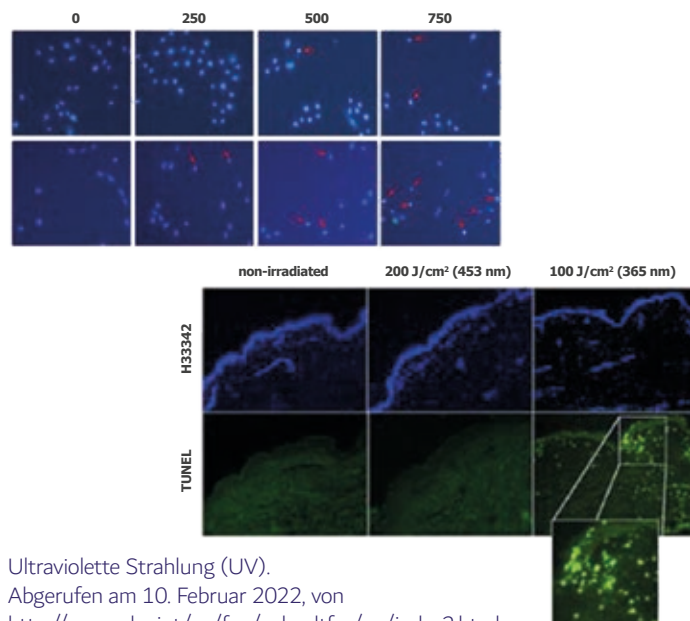 0 250 500 750
non-irradiated 200 J/cm² (453 nm) 100 J/cm² (365 nm)
H33342
TUNEL
Ultraviolette Strahlung (UV).
Abgerufen am 10. Februar 2022, von